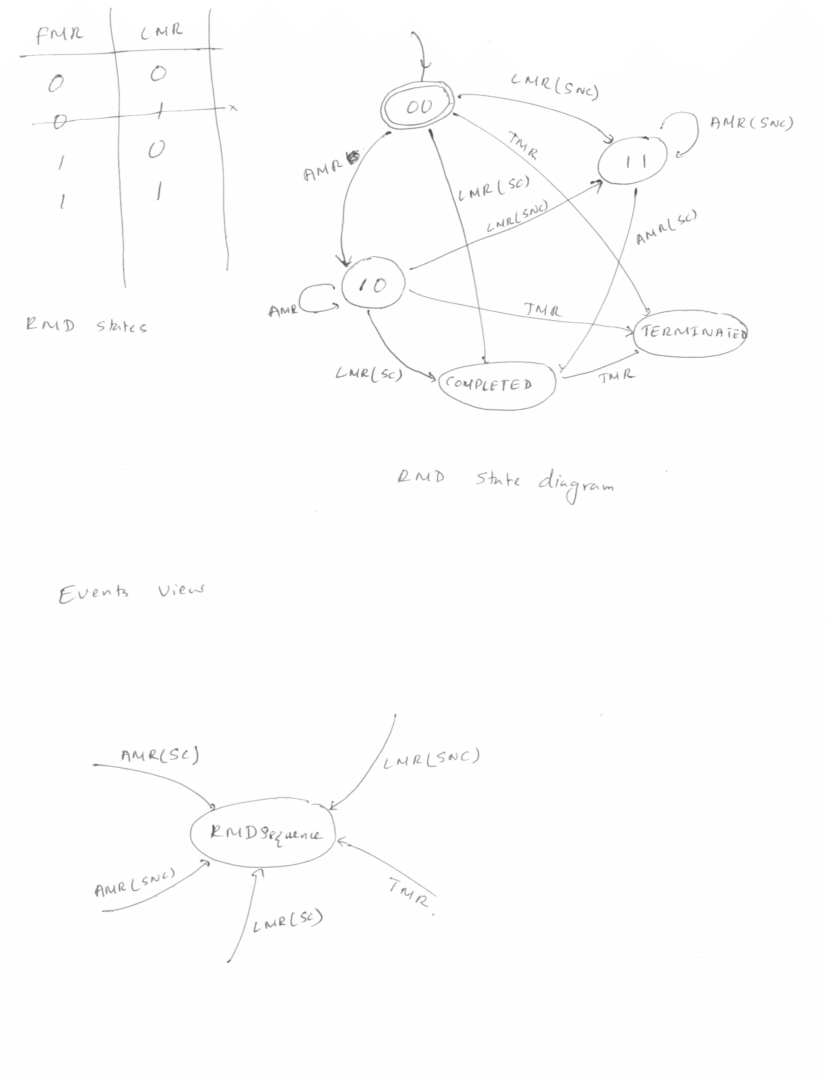 FMR LMR
0 0
0 1 x
1 0
1 1
RMD states
00
LMR(SNC)
11
AMR(SNC)
TMR
AMR
LMR(SC)
LMR(SNC)
AMR(SC)
10
AMR
TMR
TERMINATED
LMR(SC)
COMPLETED
TMR
RMD State diagram
Events View
AMR(SC)
LMR(SNC)
RMD Sequence
AMR(SNC)
TMR.
LMR(SC)